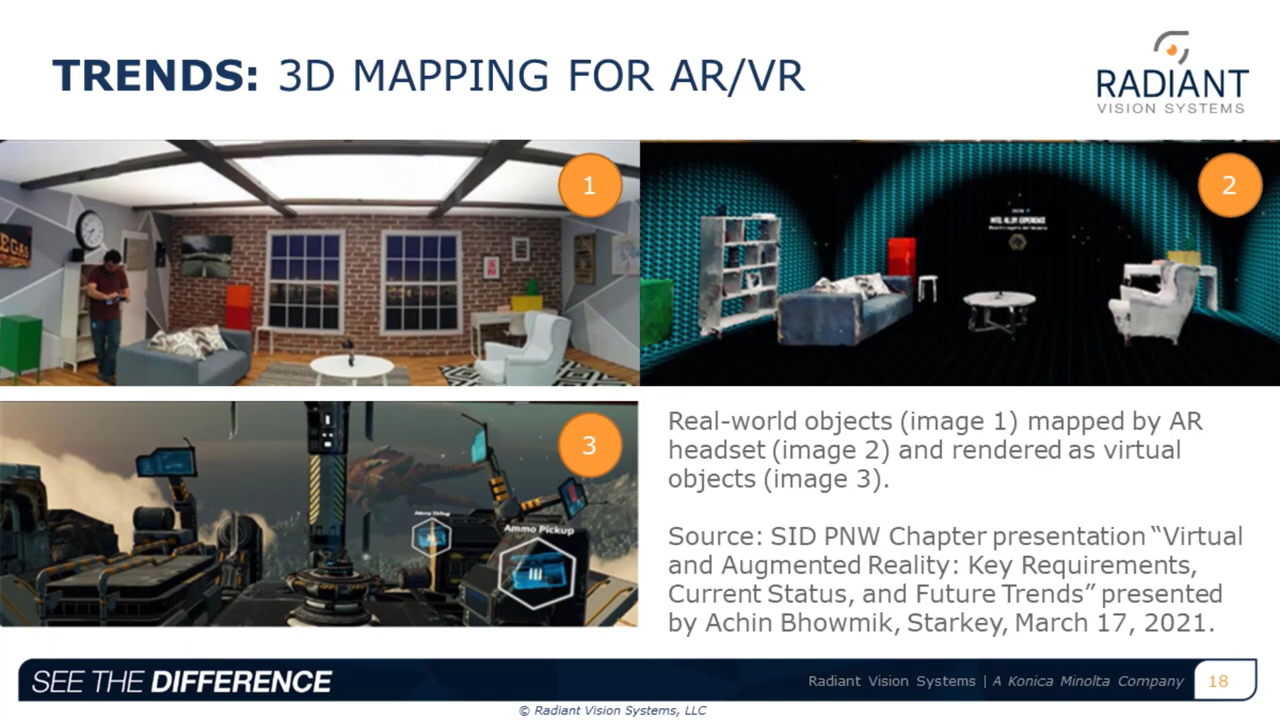 TRENDS: 3D MAPPING FOR AR/VR
RADIANT
VISION SYSTEMS
1
2
3
Ammo Pickup
Ammo Pickup
Real-world objects (image 1) mapped by AR
headset (image 2) and rendered as virtual
objects (image 3).
Source: SID PNW Chapter presentation “Virtual
and Augmented Reality: Key Requirements,
Current Status, and Future Trends” presented
by Achin Bhowmik, Starkey, March 17, 2021.
SEE THE DIFFERENCE
Radiant Vision Systems | A Konica Minolta Company
18
© Radiant Vision Systems, LLC